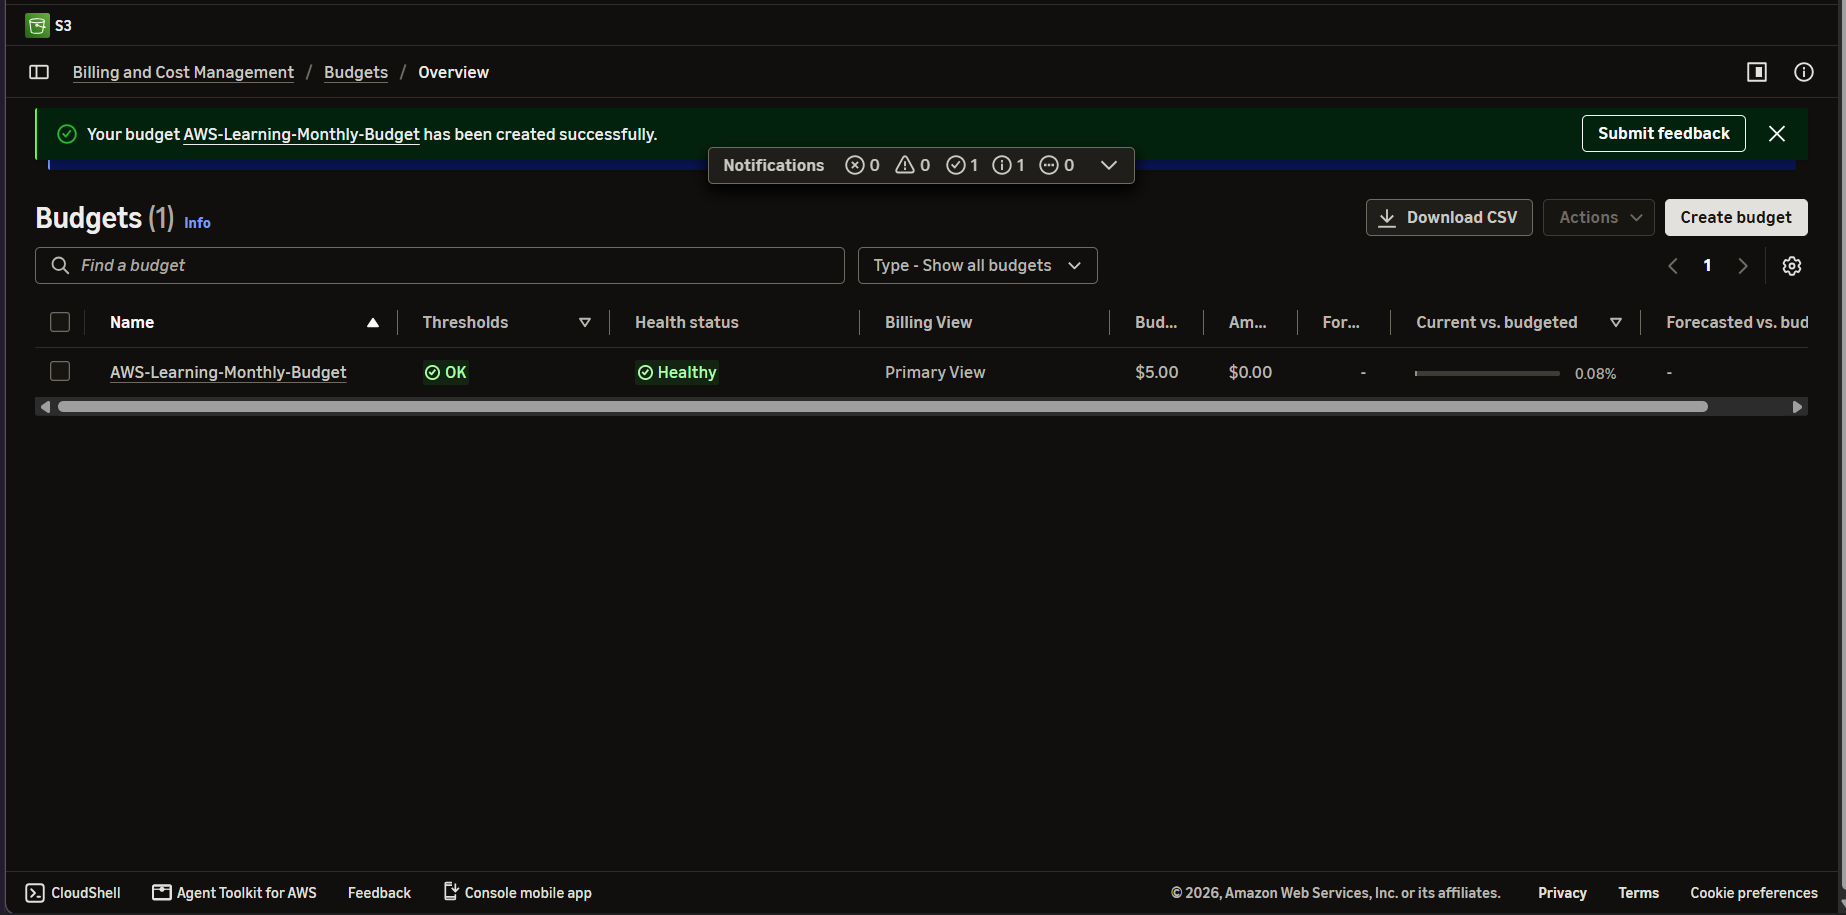 S3
Billing and Cost Management / Budgets / Overview
Your budget AWS-Learning-Monthly-Budget has been created successfully.
Submit feedback
Notifications 0 0 1 1 0
Budgets (1) Info
Download CSV
Actions
Create budget
Find a budget
Type - Show all budgets
1
Name Thresholds Health status Billing View Bud... Am... For... Current vs. budgeted Forecasted vs. bud
AWS-Learning-Monthly-Budget OK Healthy Primary View $5.00 $0.00 - 0.08% -
CloudShell Agent Toolkit for AWS Feedback Console mobile app © 2026, Amazon Web Services, Inc. or its affiliates. Privacy Terms Cookie preferences